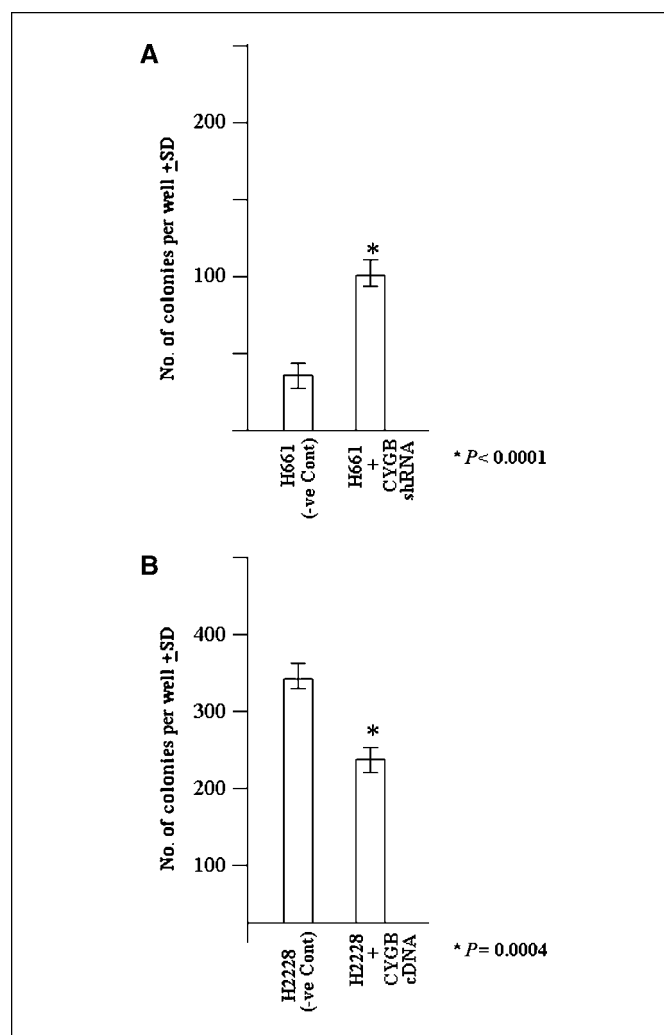 A
No. of colonies per well ±SD
200
100
H661
(-ve Cont)
H661
+
CYGB
shRNA
* P< 0.0001
B
No. of colonies per well ±SD
400
300
200
100
H2228
(-ve Cont)
H2228
+
CYGB
cDNA
* P= 0.0004
*
*